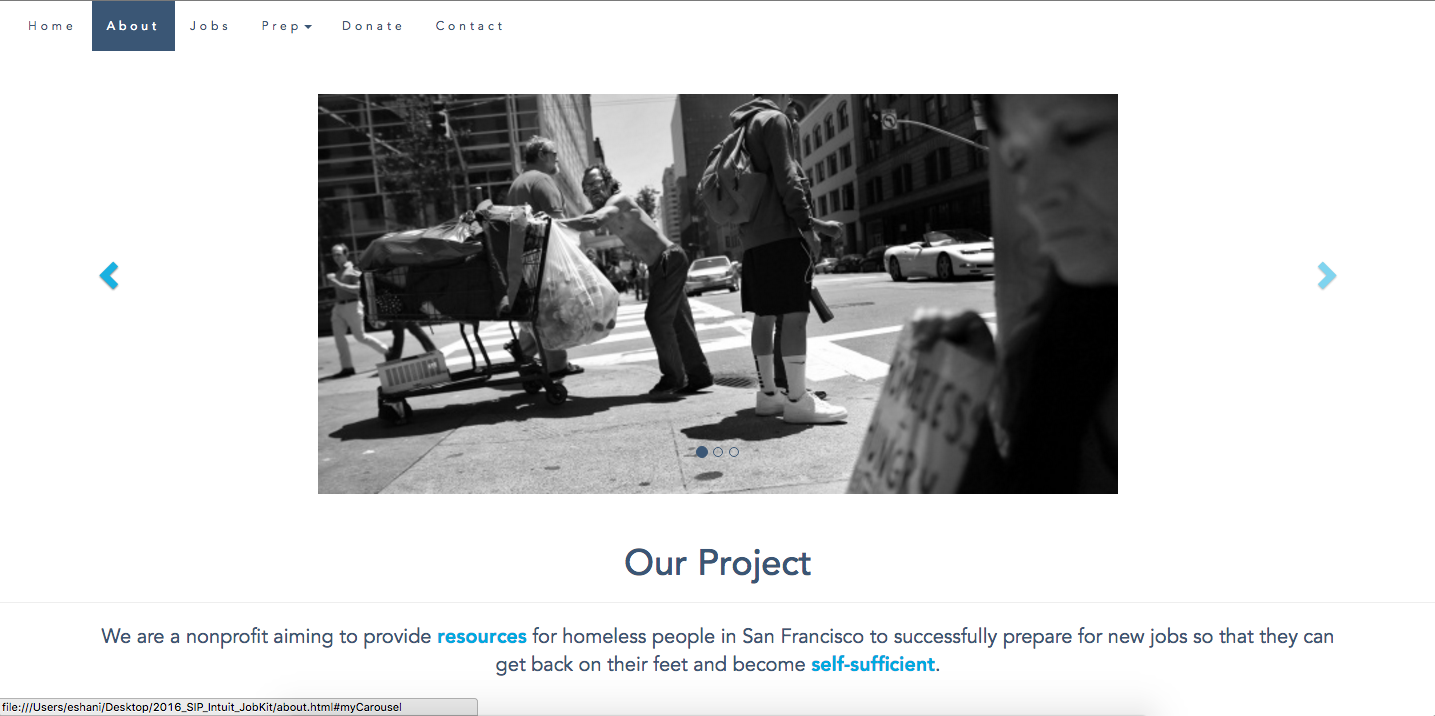 Home About Jobs Prep Donate Contact
Our Project
We are a nonprofit aiming to provide resources for homeless people in San Francisco to successfully prepare for new jobs so that they can
get back on their feet and become self-sufficient.
file:///Users/eshani/Desktop/2016_SIP_Intuit_JobKit/about.html#myCarousel